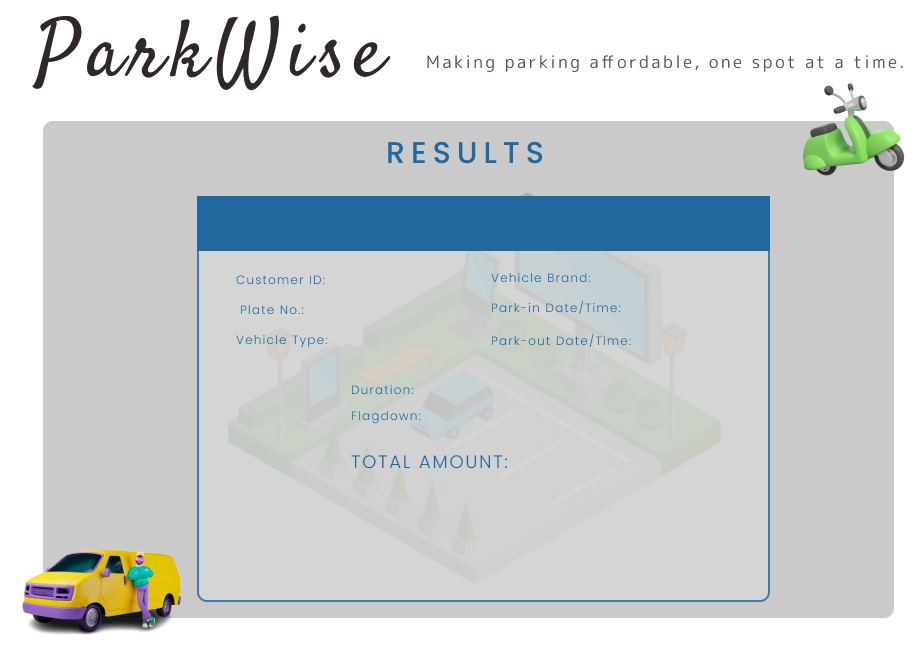 ParkWise
Making parking affordable, one spot at a time.
RESULTS
Customer ID:
Plate No.:
Vehicle Type:
Vehicle Brand:
Park-in Date/Time:
Park-out Date/Time:
Duration:
Flagdown:
TOTAL AMOUNT: